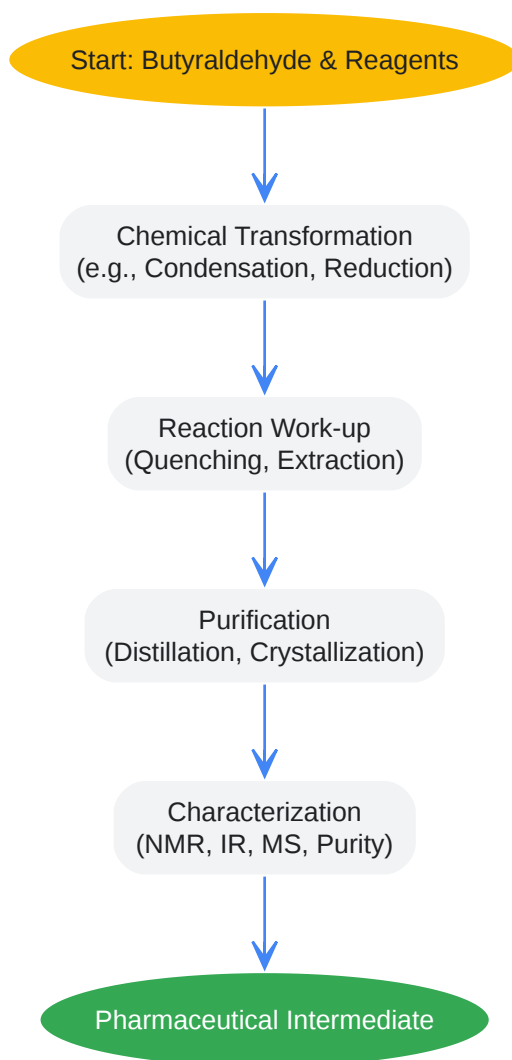 Start: Butyraldehyde & Reagents
Chemical Transformation
(e.g., Condensation, Reduction)
Reaction Work-up
(Quenching, Extraction)
Purification
(Distillation, Crystallization)
Characterization
(NMR, IR, MS, Purity)
Pharmaceutical Intermediate